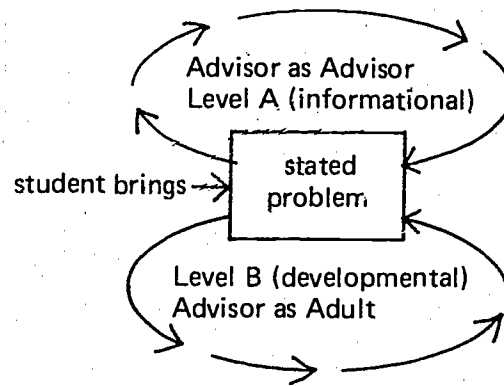 Advisor as Advisor
Level A (informational)
student brings
stated
problem
Level B (developmental)
Advisor as Adult